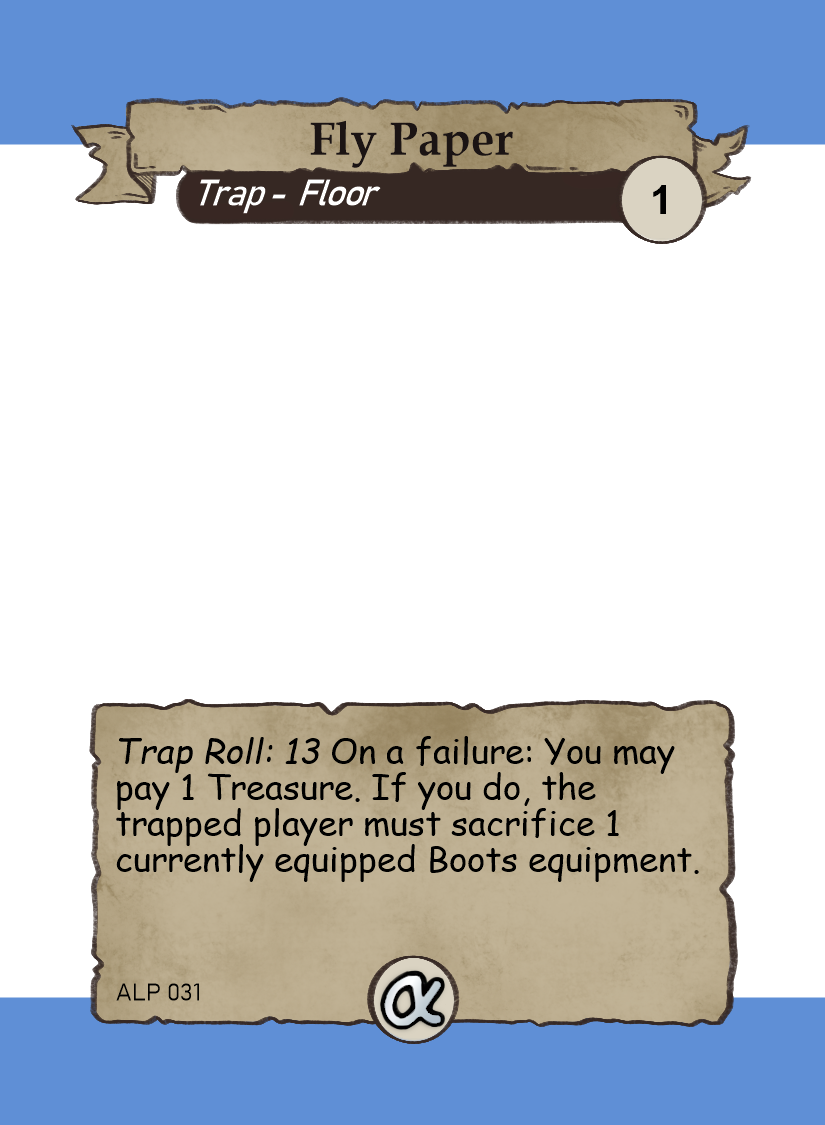 Fly Paper
Trap - Floor
1
Trap Roll: 13 On a failure: You may
pay 1 Treasure. If you do, the
trapped player must sacrifice 1
currently equipped Boots equipment.
ALP 031
α